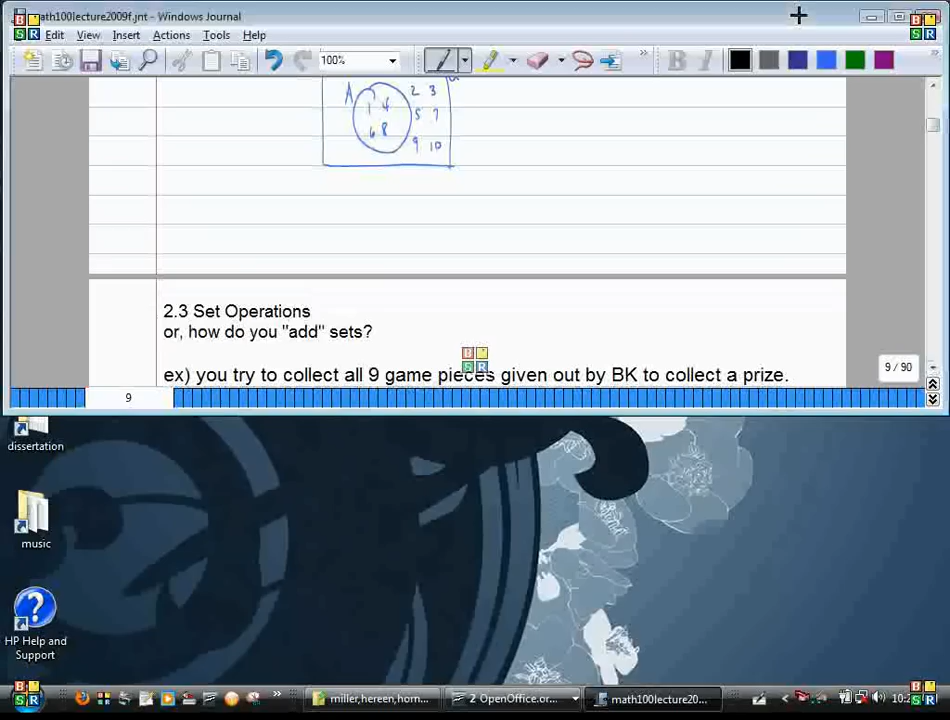 math100lecture2009f.jnt - Windows Journal
Edit View Insert Actions Tools Help
100%
B I
A 2 3
1 4 5 7
6 8
9 10
2.3 Set Operations
or, how do you "add" sets?
ex) you try to collect all 9 game pieces given out by BK to collect a prize.
9 / 90
9
B
S R
B
S R
B
S R
dissertation
music
HP Help and
Support
miller,hereen,horn...
2 OpenOffice.or...
math100lecture20...
B
S R
B
S R